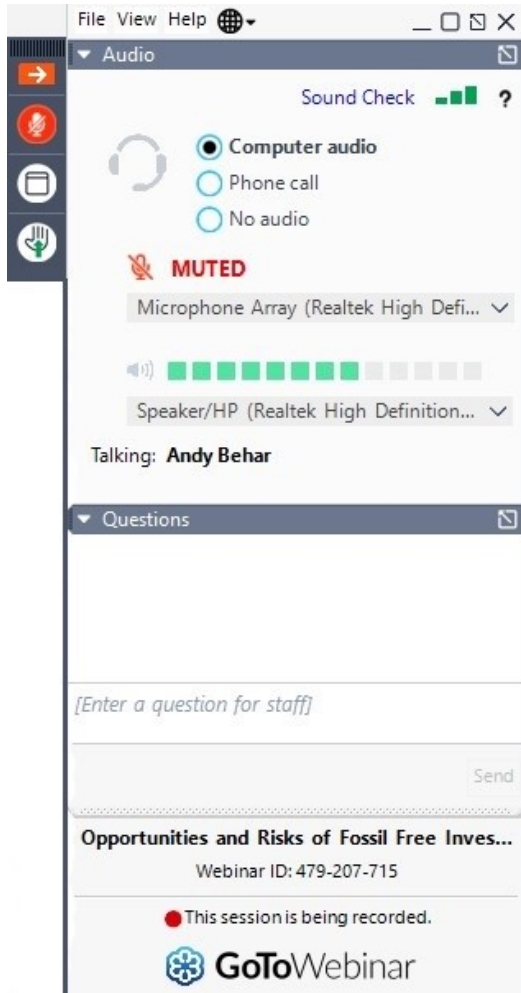 File View Help
Audio
Sound Check ?
Computer audio
Phone call
No audio
MUTED
Microphone Array (Realtek High Defi...
Speaker/HP (Realtek High Definition...
Talking: Andy Behar
Questions
[Enter a question for staff]
Send
Opportunities and Risks of Fossil Free Inves...
Webinar ID: 479-207-715
This session is being recorded.
GoToWebinar